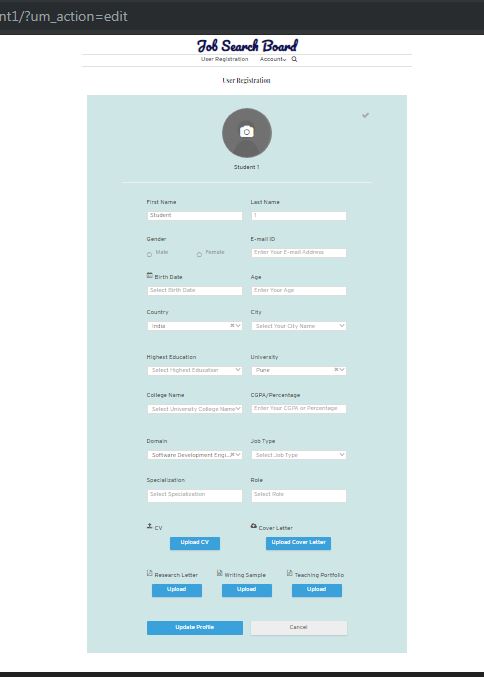 nt1/?um_action=edit
Job Search Board
User Registration Account
User Registration
Student 1
First Name Last Name
Student 1
Gender E-mail ID
Male Female Enter Your E-mail Address
Birth Date Age
Select Birth Date Enter Your Age
Country City
India Select Your City Name
Highest Education University
Select Highest Education Pune
College Name CGPA/Percentage
Select University College Name Enter Your CGPA or Percentage
Domain Job Type
Software Development Engi... Select Job Type
Specialization Role
Select Specialization Select Role
CV Cover Letter
Upload CV Upload Cover Letter
Research Letter Writing Sample Teaching Portfolio
Upload Upload Upload
Update Profile Cancel